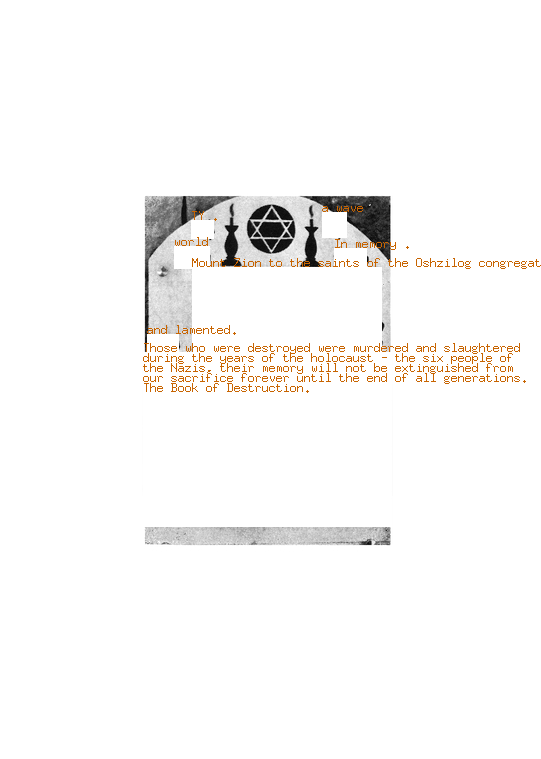 a wave
world
In memory .
Mount Zion to the saints of the Oshzilog congregat
and lamented.
Those who were destroyed were murdered and slaughtered
during the years of the holocaust - the six people of
the Nazis. their memory will not be extinguished from
our sacrifice forever until the end of all generations.
The Book of Destruction.